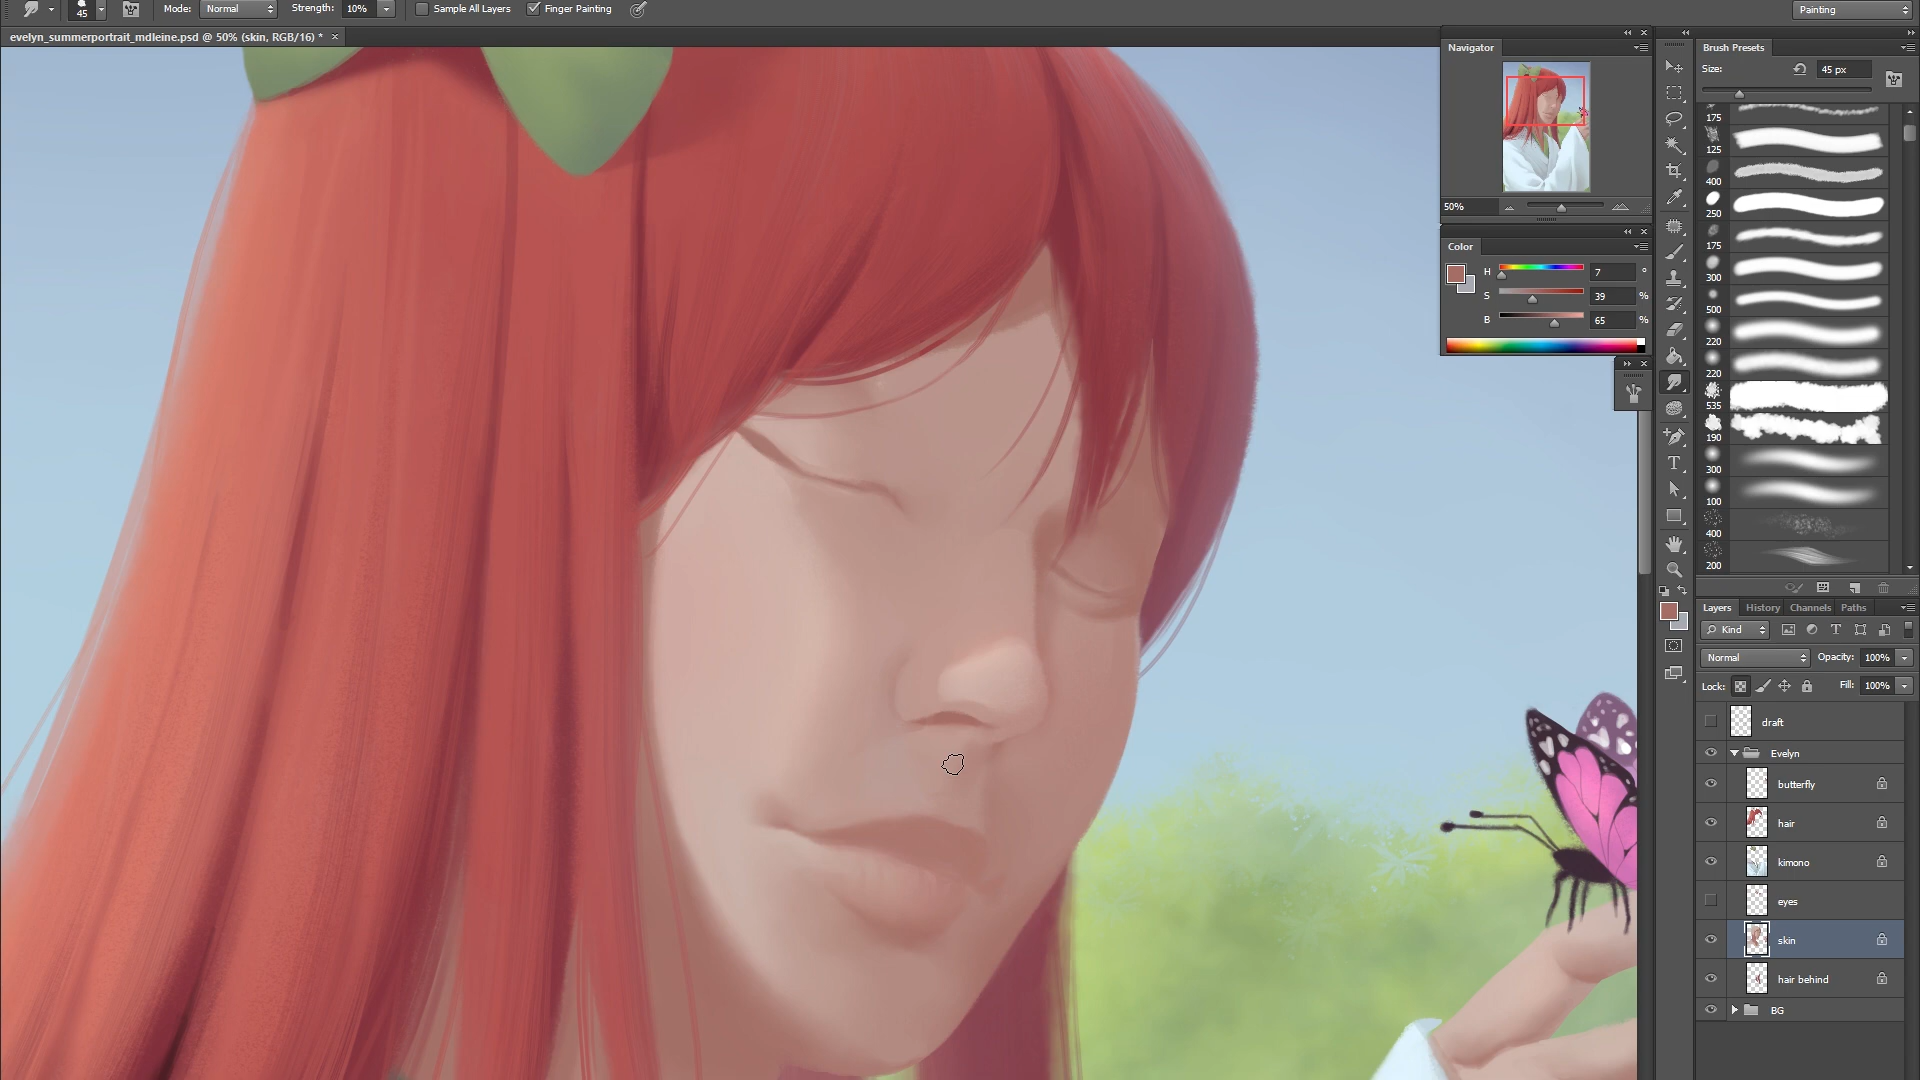 45
Mode:
Normal
Strength:
10%
Sample All Layers
Finger Painting
Painting
evelyn_summerportrait_mdleine.psd @ 50% (skin, RGB/16) *
Navigator
50%
Color
H
7
°
S
39
%
B
65
%
Brush Presets
Size:
45 px
175
125
400
250
175
300
500
220
220
535
190
300
100
400
200
Layers
History
Channels
Paths
Kind
Normal
Opacity:
100%
Lock:
Fill:
100%
draft
Evelyn
butterfly
hair
kimono
eyes
skin
hair behind
BG